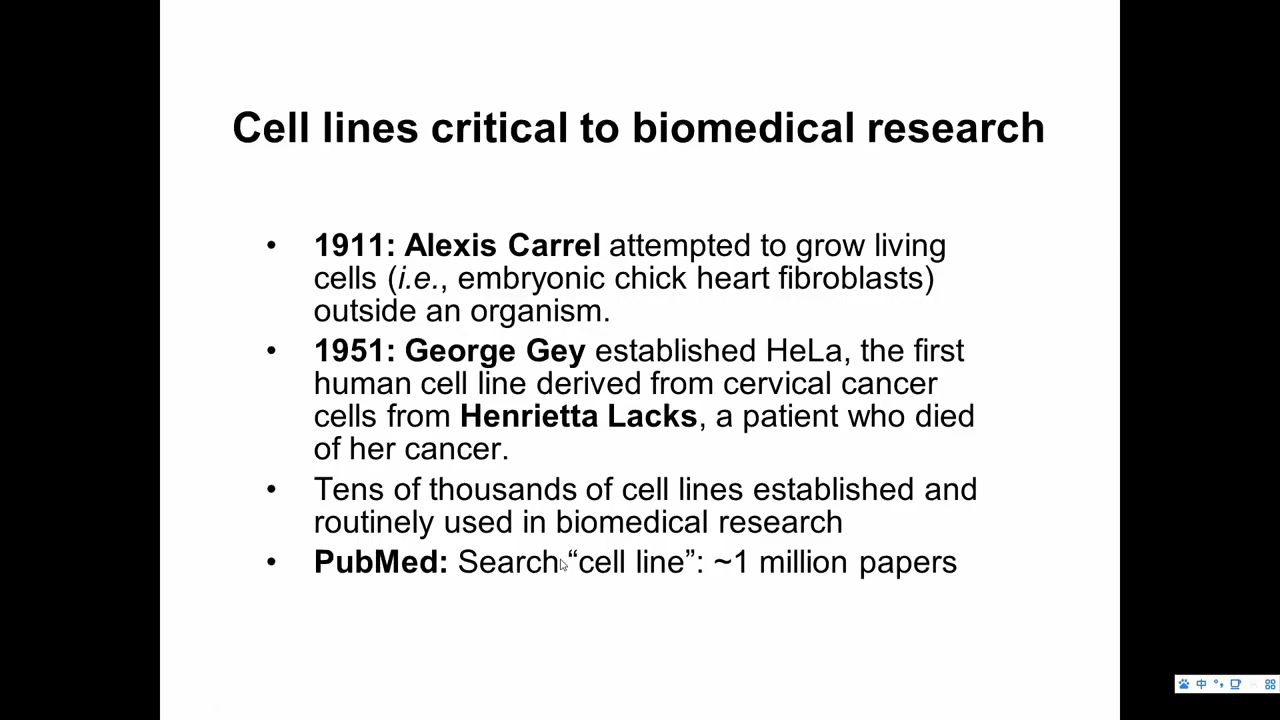 Cell lines critical to biomedical research
• 1911: Alexis Carrel attempted to grow living
cells (i.e., embryonic chick heart fibroblasts)
outside an organism.
• 1951: George Gey established HeLa, the first
human cell line derived from cervical cancer
cells from Henrietta Lacks, a patient who died
of her cancer.
• Tens of thousands of cell lines established and
routinely used in biomedical research
• PubMed: Search “cell line”: ~1 million papers
中